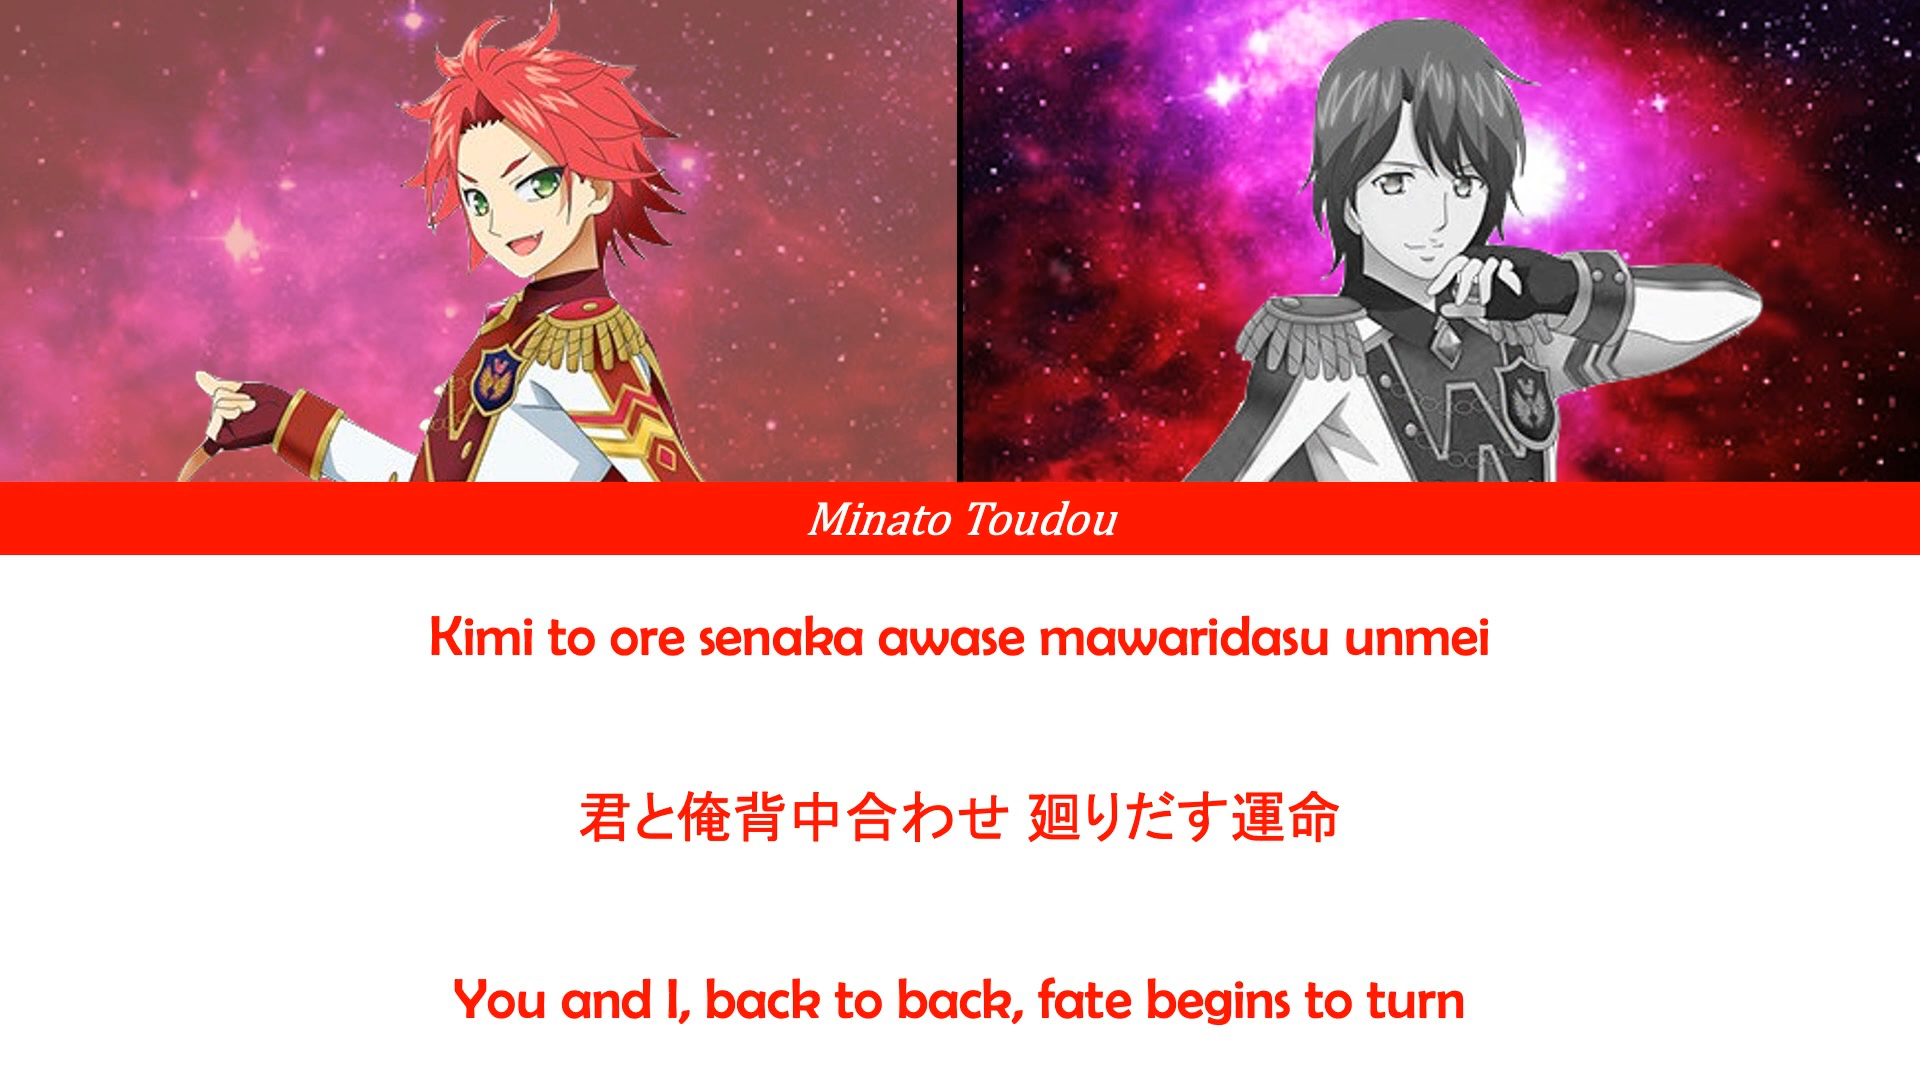 Minato Toudou
Kimi to ore senaka awase mawaridasu unmei
君と俺背中合わせ 廻りだす運命
You and I, back to back, fate begins to turn